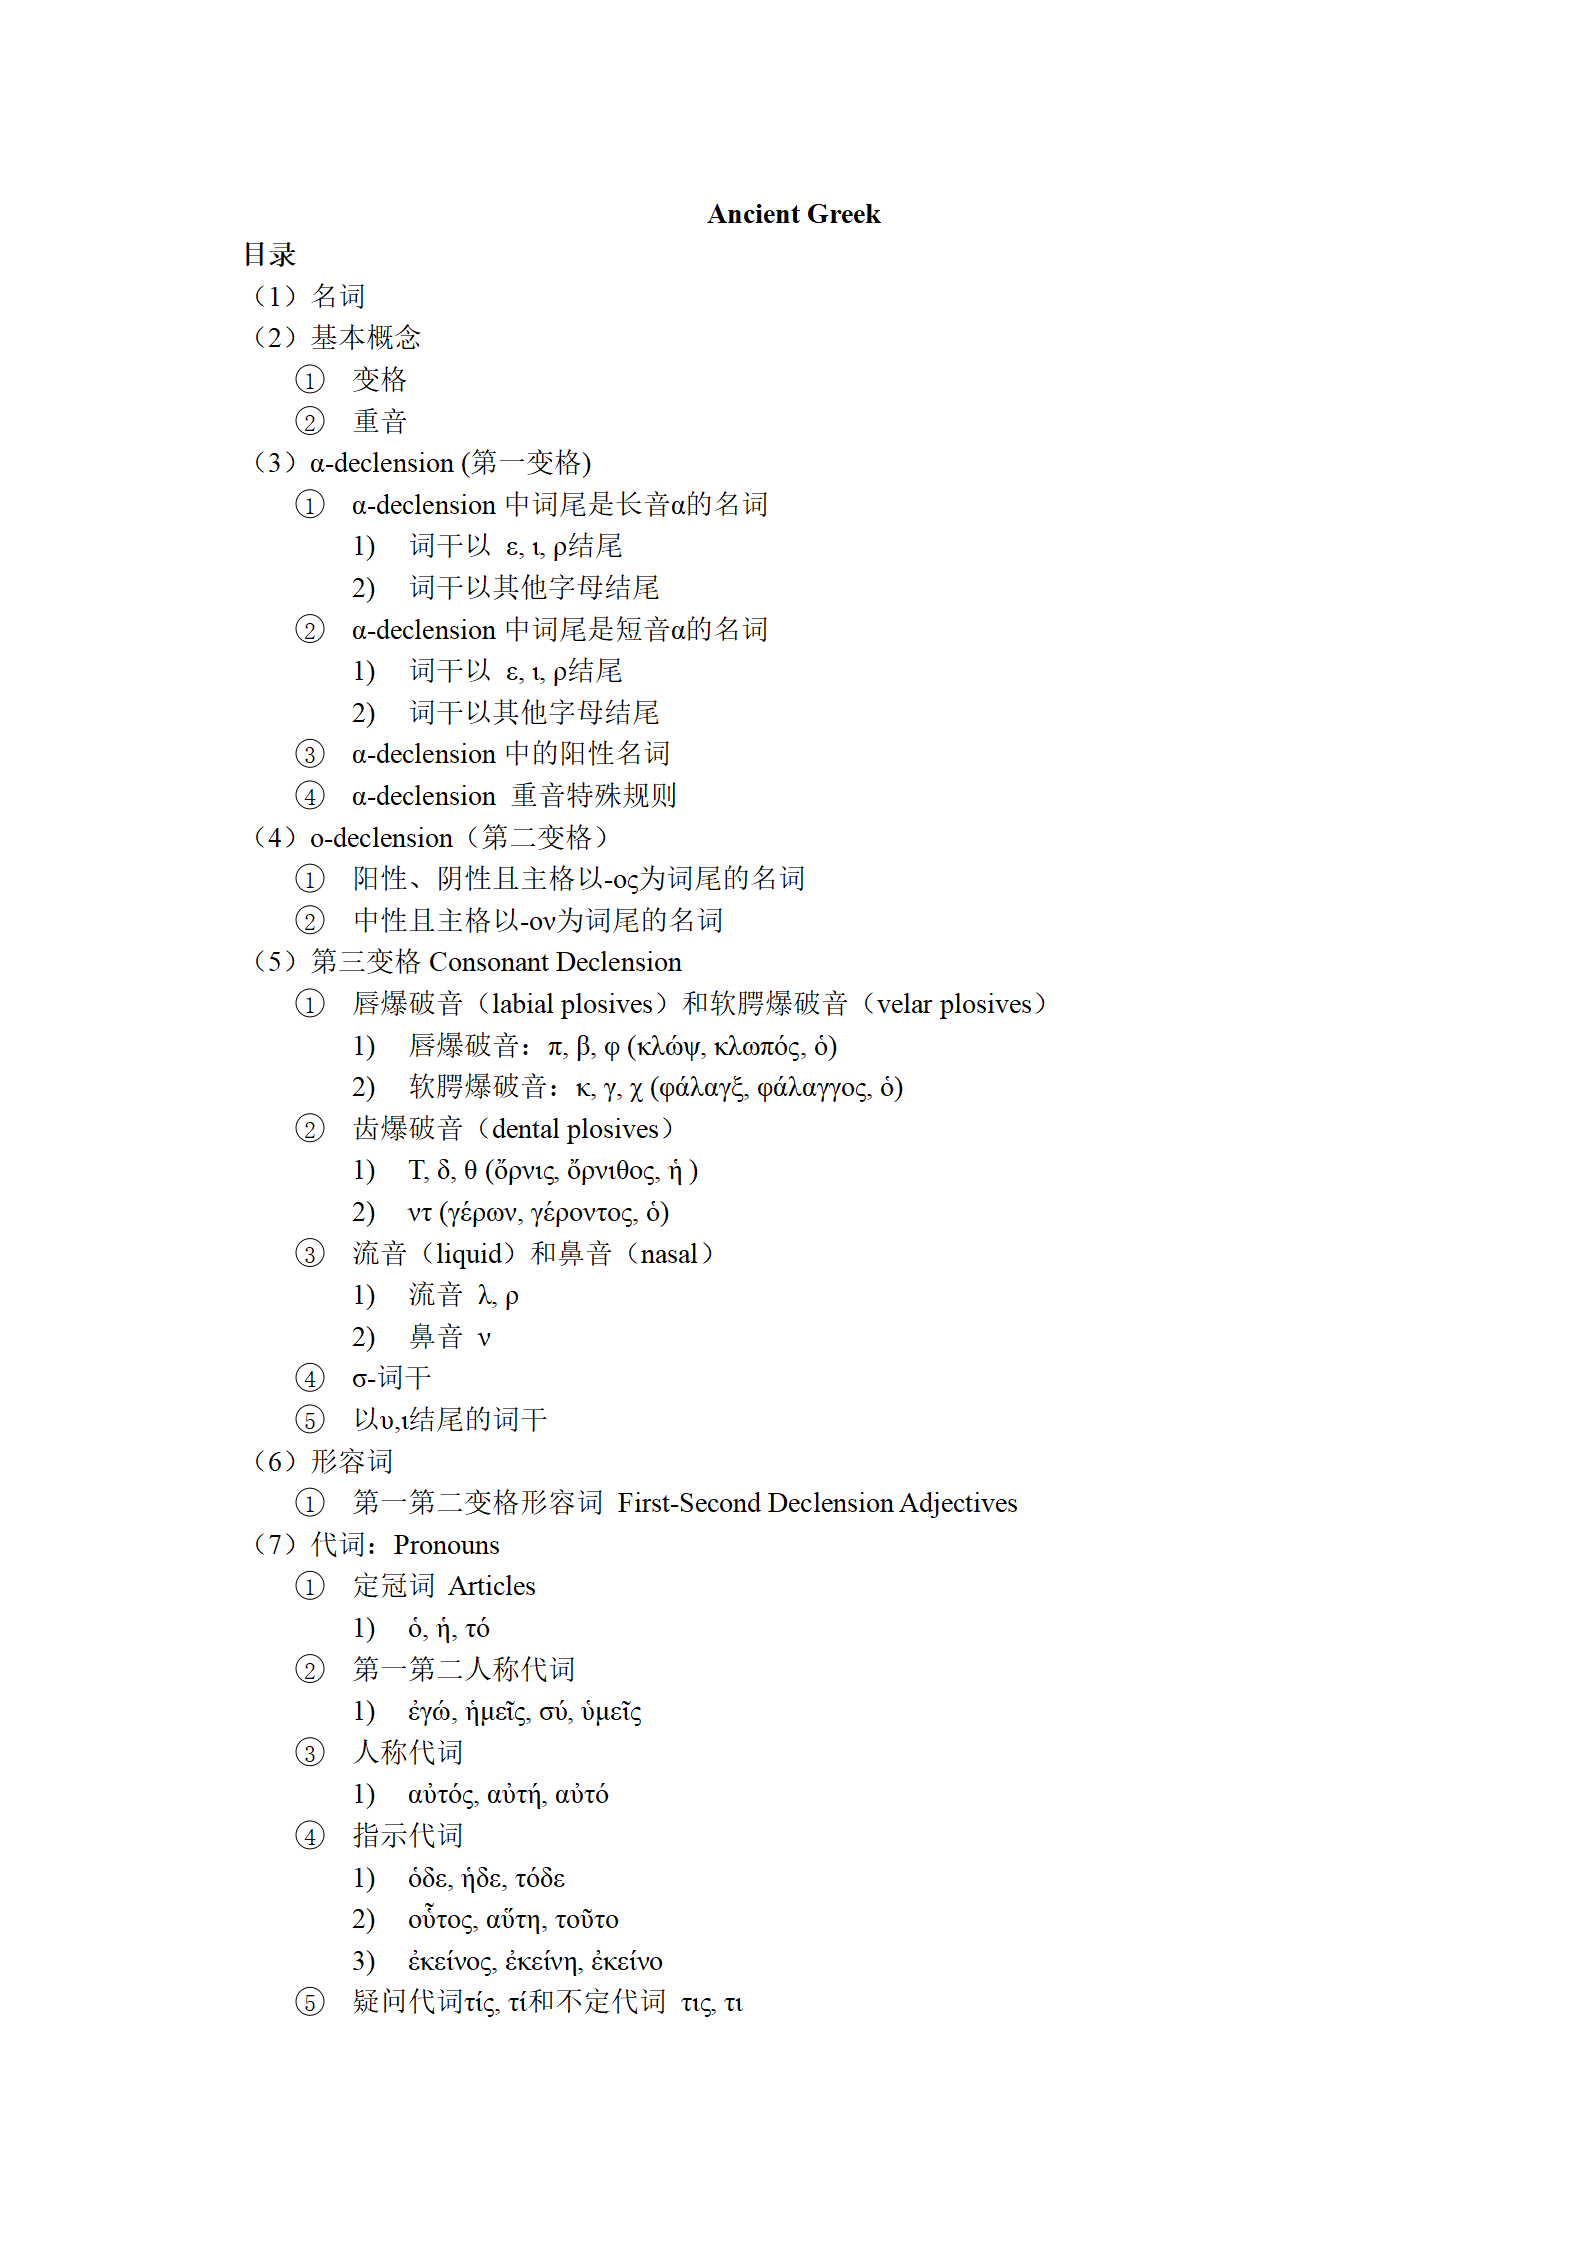 Ancient Greek
目录
（1）名词
（2）基本概念
① 变格
② 重音
（3）α-declension (第一变格)
① α-declension 中词尾是长音α的名词
1) 词干以 ε, ι, ρ结尾
2) 词干以其他字母结尾
② α-declension 中词尾是短音α的名词
1) 词干以 ε, ι, ρ结尾
2) 词干以其他字母结尾
③ α-declension 中的阳性名词
④ α-declension 重音特殊规则
（4）ο-declension（第二变格）
① 阳性、阴性且主格以-ος为词尾的名词
② 中性且主格以-ον为词尾的名词
（5）第三变格 Consonant Declension
① 唇爆破音（labial plosives）和软腭爆破音（velar plosives）
1) 唇爆破音：π, β, φ (κλώψ, κλωπός, ὁ)
2) 软腭爆破音：κ, γ, χ (φάλαγξ, φάλαγγος, ὁ)
② 齿爆破音（dental plosives）
1) Τ, δ, θ (ὄρνις, ὄρνιθος, ἡ )
2) ντ (γέρων, γέροντος, ὁ)
③ 流音（liquid）和鼻音（nasal）
1) 流音 λ, ρ
2) 鼻音 ν
④ σ-词干
⑤ 以υ,ι结尾的词干
（6）形容词
① 第一第二变格形容词 First-Second Declension Adjectives
（7）代词：Pronouns
① 定冠词 Articles
1) ὁ, ἡ, τό
② 第一第二人称代词
1) ἐγώ, ἡμεῖς, σύ, ὑμεῖς
③ 人称代词
1) αὐτός, αὐτή, αὐτό
④ 指示代词
1) ὁδε, ἡδε, τόδε
2) οὗτος, αὕτη, τοῦτο
3) ἐκείνος, ἐκείνη, ἐκείνο
⑤ 疑问代词τίς, τί和不定代词 τις, τι